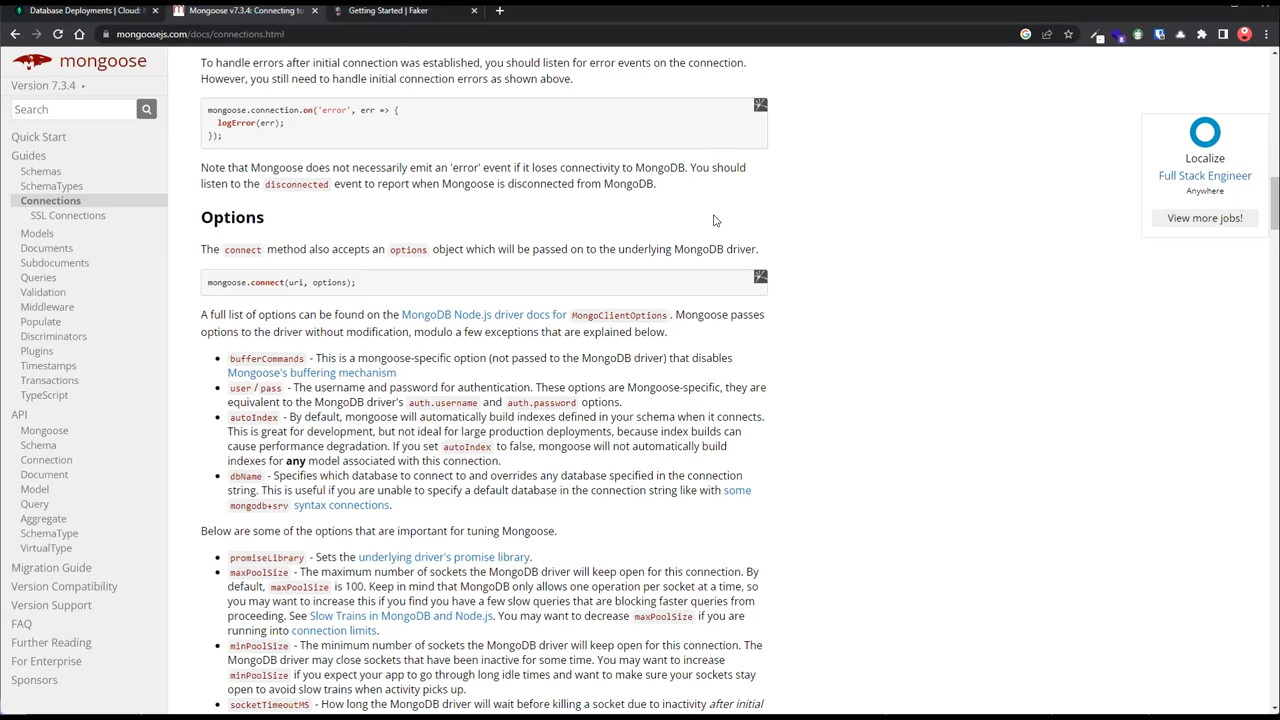 Database Deployments | Cloud:
Mongoose v7.3.4: Connecting to
Getting Started | Faker
mongoosejs.com/docs/connections.html
mongoose
Version 7.3.4
Search
Quick Start
Guides
Schemas
SchemaTypes
Connections
SSL Connections
Models
Documents
Subdocuments
Queries
Validation
Middleware
Populate
Discriminators
Plugins
Timestamps
Transactions
TypeScript
API
Mongoose
Schema
Connection
Document
Model
Query
Aggregate
SchemaType
VirtualType
Migration Guide
Version Compatibility
Version Support
FAQ
Further Reading
For Enterprise
Sponsors
To handle errors after initial connection was established, you should listen for error events on the connection.
However, you still need to handle initial connection errors as shown above.
mongoose.connection.on('error', err => {
logError(err);
});
Note that Mongoose does not necessarily emit an 'error' event if it loses connectivity to MongoDB. You should
listen to the disconnected event to report when Mongoose is disconnected from MongoDB.
Options
The connect method also accepts an options object which will be passed on to the underlying MongoDB driver.
mongoose.connect(uri, options);
A full list of options can be found on the MongoDB Node.js driver docs for MongoClientOptions. Mongoose passes
options to the driver without modification, modulo a few exceptions that are explained below.
• bufferCommands - This is a mongoose-specific option (not passed to the MongoDB driver) that disables
Mongoose's buffering mechanism
• user/pass - The username and password for authentication. These options are Mongoose-specific, they are
equivalent to the MongoDB driver's auth.username and auth.password options.
• autoIndex - By default, mongoose will automatically build indexes defined in your schema when it connects.
This is great for development, but not ideal for large production deployments, because index builds can
cause performance degradation. If you set autoIndex to false, mongoose will not automatically build
indexes for any model associated with this connection.
• dbName - Specifies which database to connect to and overrides any database specified in the connection
string. This is useful if you are unable to specify a default database in the connection string like with some
mongodb+srv syntax connections.
Below are some of the options that are important for tuning Mongoose.
• promiseLibrary - Sets the underlying driver's promise library.
• maxPoolSize - The maximum number of sockets the MongoDB driver will keep open for this connection. By
default, maxPoolSize is 100. Keep in mind that MongoDB only allows one operation per socket at a time, so
you may want to increase this if you find you have a few slow queries that are blocking faster queries from
proceeding. See Slow Trains in MongoDB and Node.js. You may want to decrease maxPoolSize if you are
running into connection limits.
• minPoolSize - The minimum number of sockets the MongoDB driver will keep open for this connection. The
MongoDB driver may close sockets that have been inactive for some time. You may want to increase
minPoolSize if you expect your app to go through long idle times and want to make sure your sockets stay
open to avoid slow trains when activity picks up.
• socketTimeoutMS - How long the MongoDB driver will wait before killing a socket due to inactivity after initial
Localize
Full Stack Engineer
Anywhere
View more jobs!